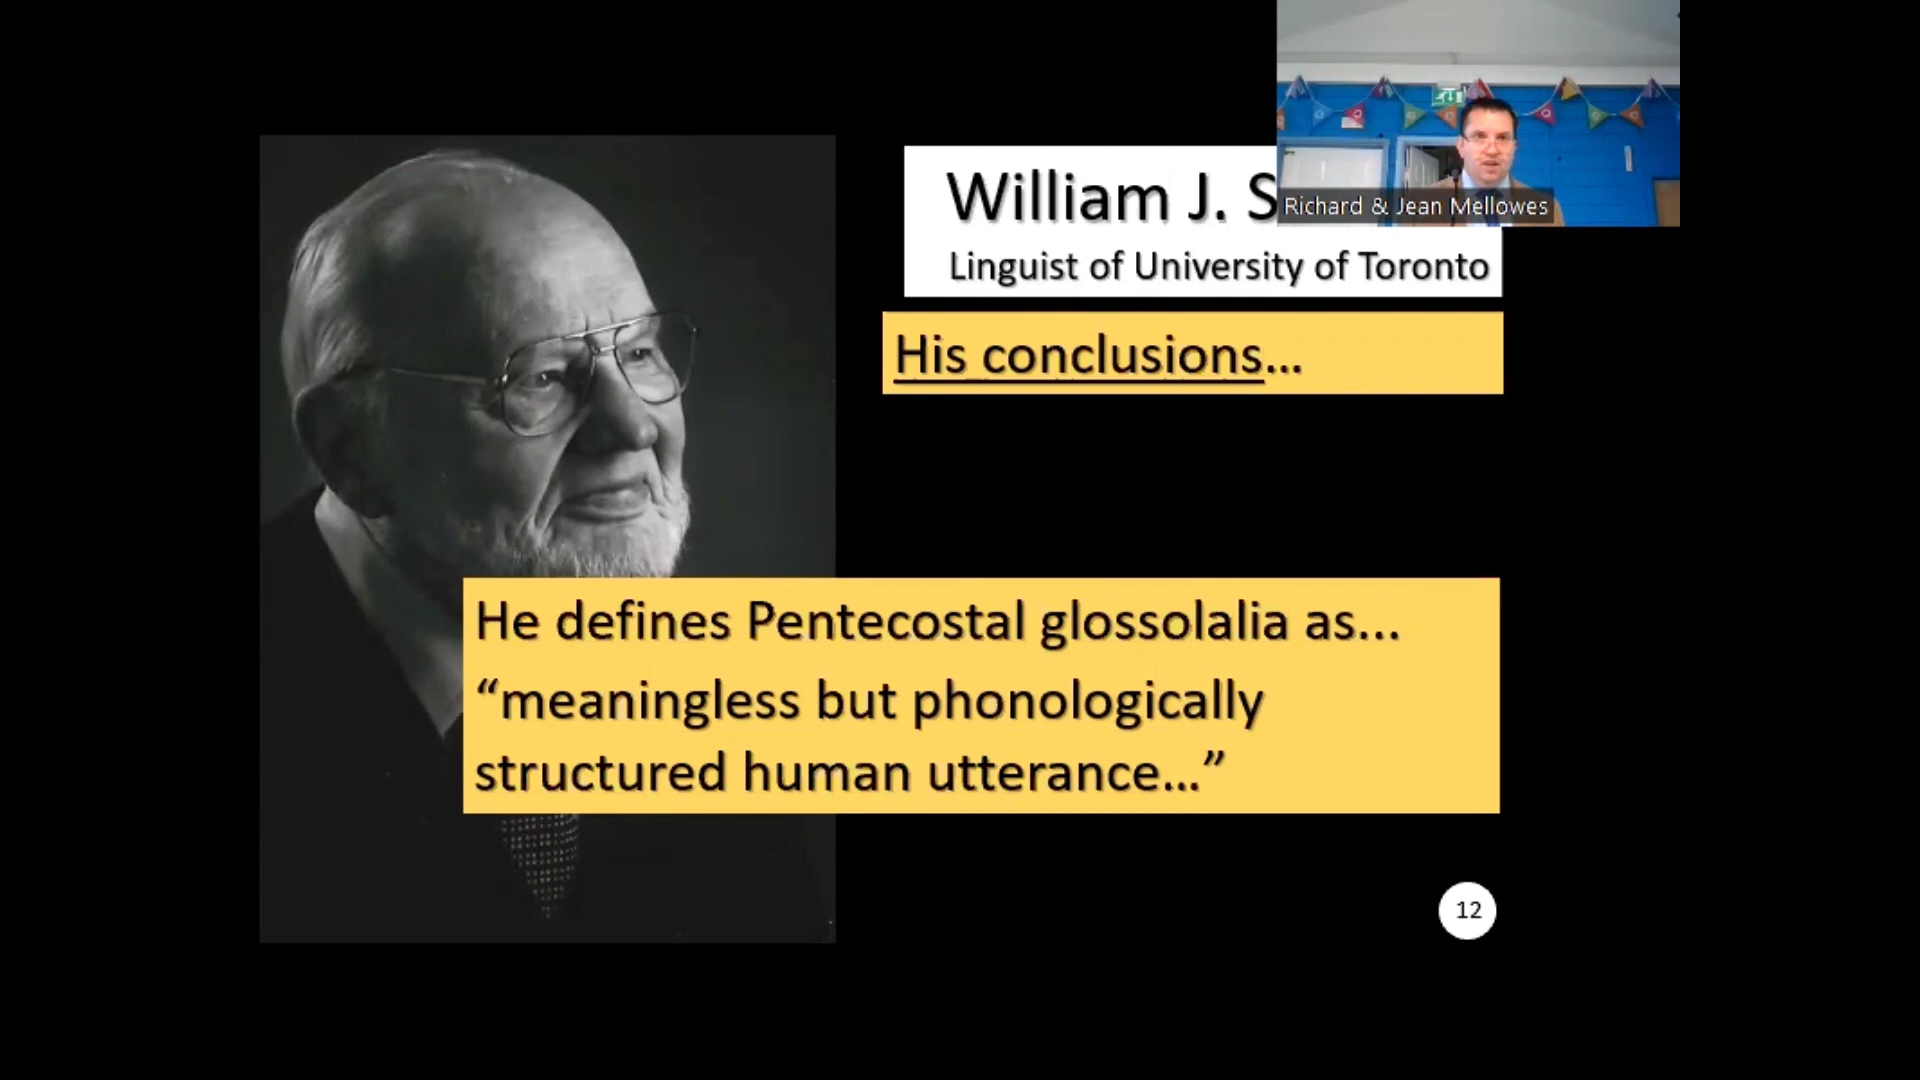 William J. S
Linguist of University of Toronto
Richard & Jean Mellowes
His conclusions...
He defines Pentecostal glossolalia as...
“meaningless but phonologically
structured human utterance...”
12